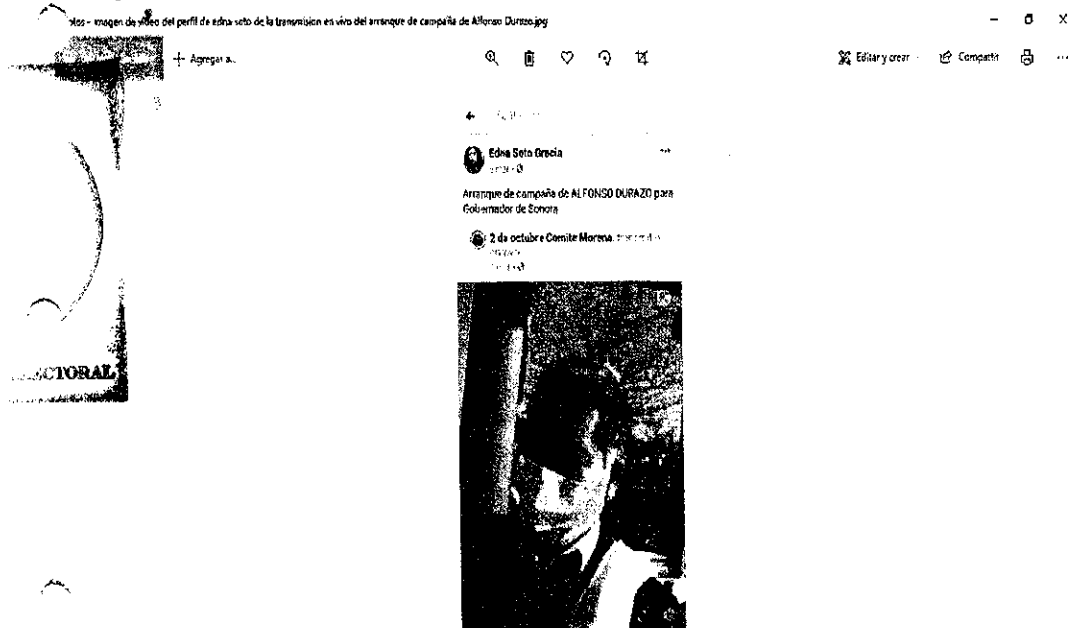 imagen de video del perfil de edna soto de la transmision en vivo del arranque de campaña de Alfonso Durazo.jpg
Agregar a...
Editar y crear
Compartir
Edna Soto Gracia
Arranque de campaña de ALFONSO DURAZO para
Gobernador de Sonora
2 de octubre Comite Morena
CTORAL